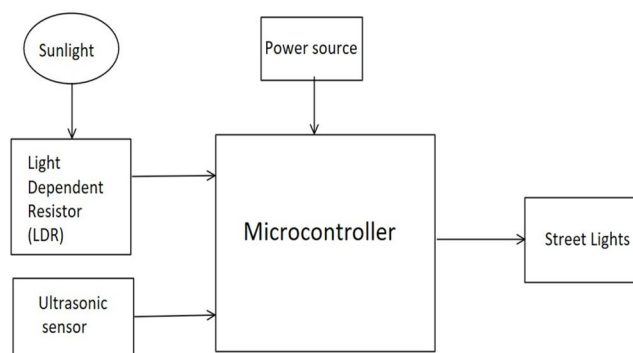 Sunlight
Power source
Light
Dependent
Resistor
(LDR)
Microcontroller
Street Lights
Ultrasonic
sensor